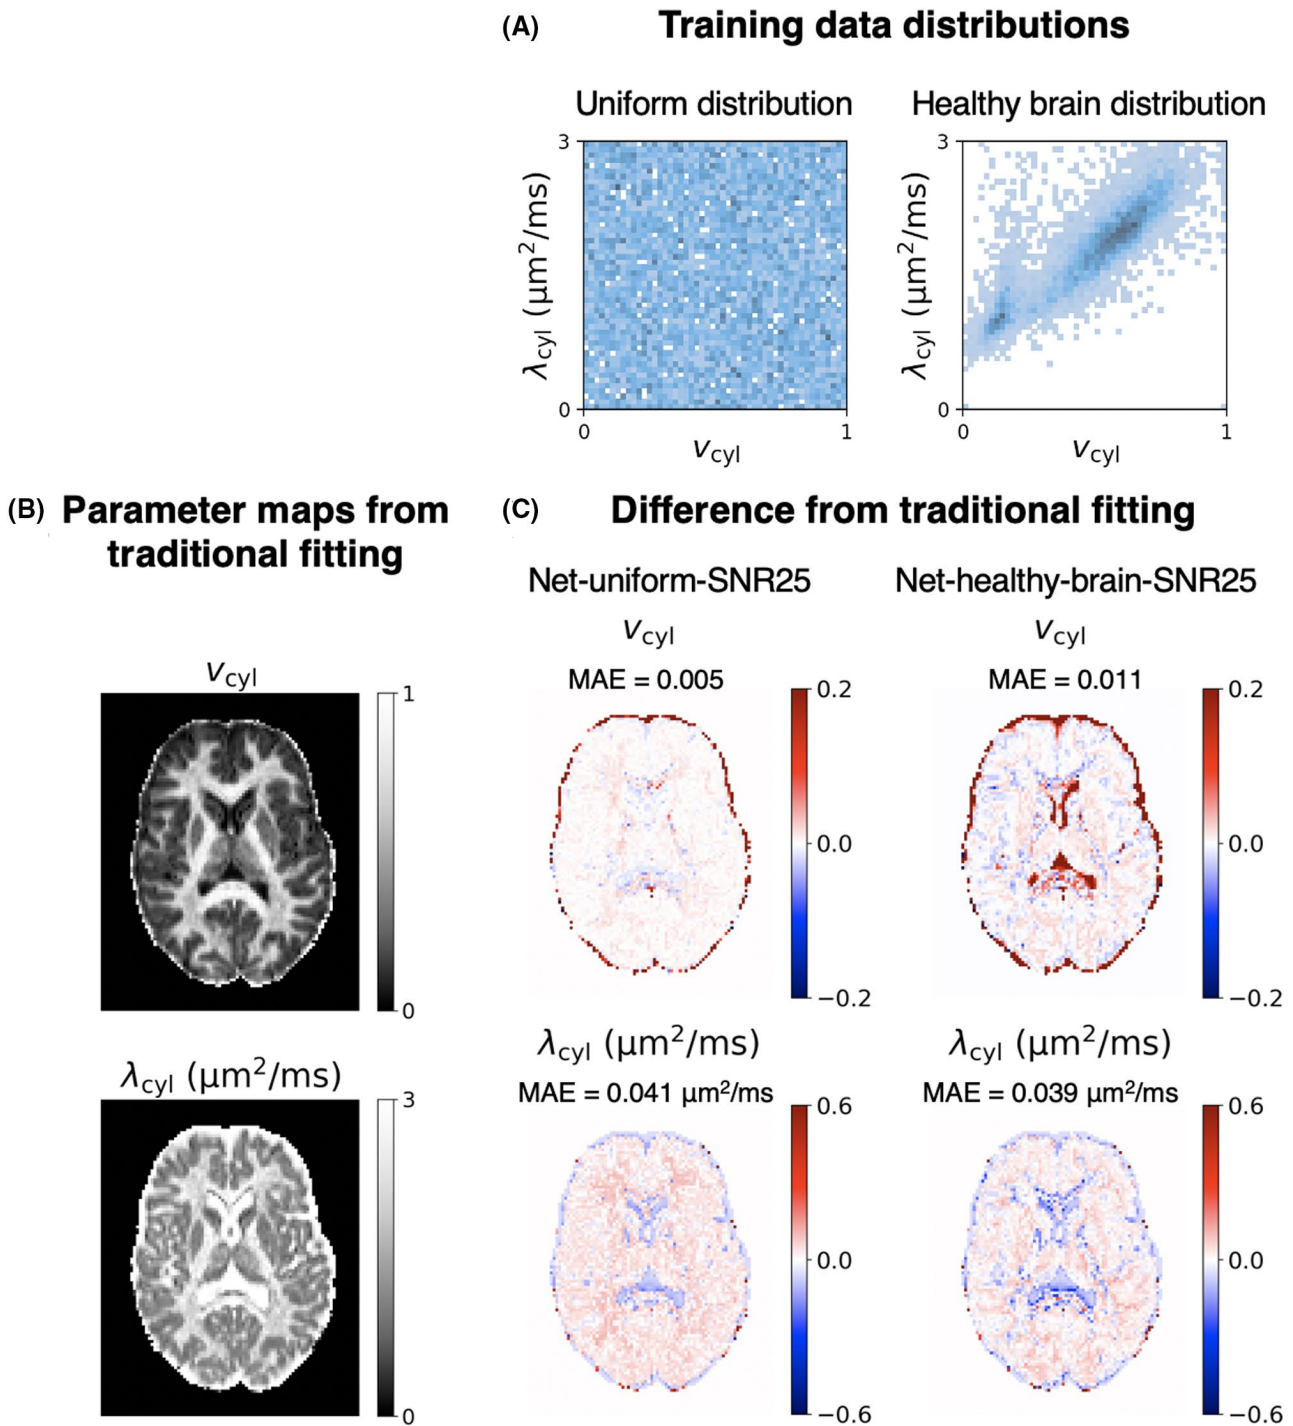 (A) Training data distributions
Uniform distribution
Healthy brain distribution
3
λcyl (µm²/ms)
0
0
1
vcyl
3
λcyl (µm²/ms)
0
0
1
vcyl
(B) Parameter maps from
traditional fitting
vcyl
1
0
λcyl (µm²/ms)
3
0
(C) Difference from traditional fitting
Net-uniform-SNR25
Net-healthy-brain-SNR25
vcyl
vcyl
MAE = 0.005
MAE = 0.011
0.2
0.0
−0.2
0.2
0.0
−0.2
λcyl (µm²/ms)
λcyl (µm²/ms)
MAE = 0.041 µm²/ms
MAE = 0.039 µm²/ms
0.6
0.0
−0.6
0.6
0.0
−0.6